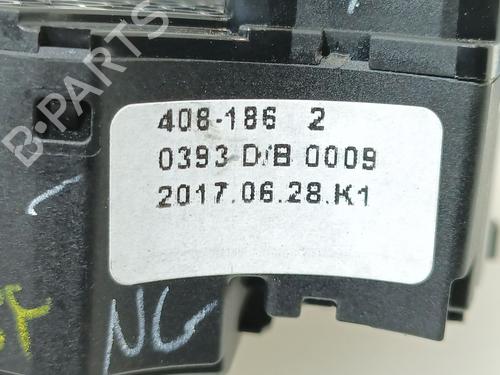 B-PARTS
408-186 2
0393 D/B 0009
2017.06.28.K1
NG